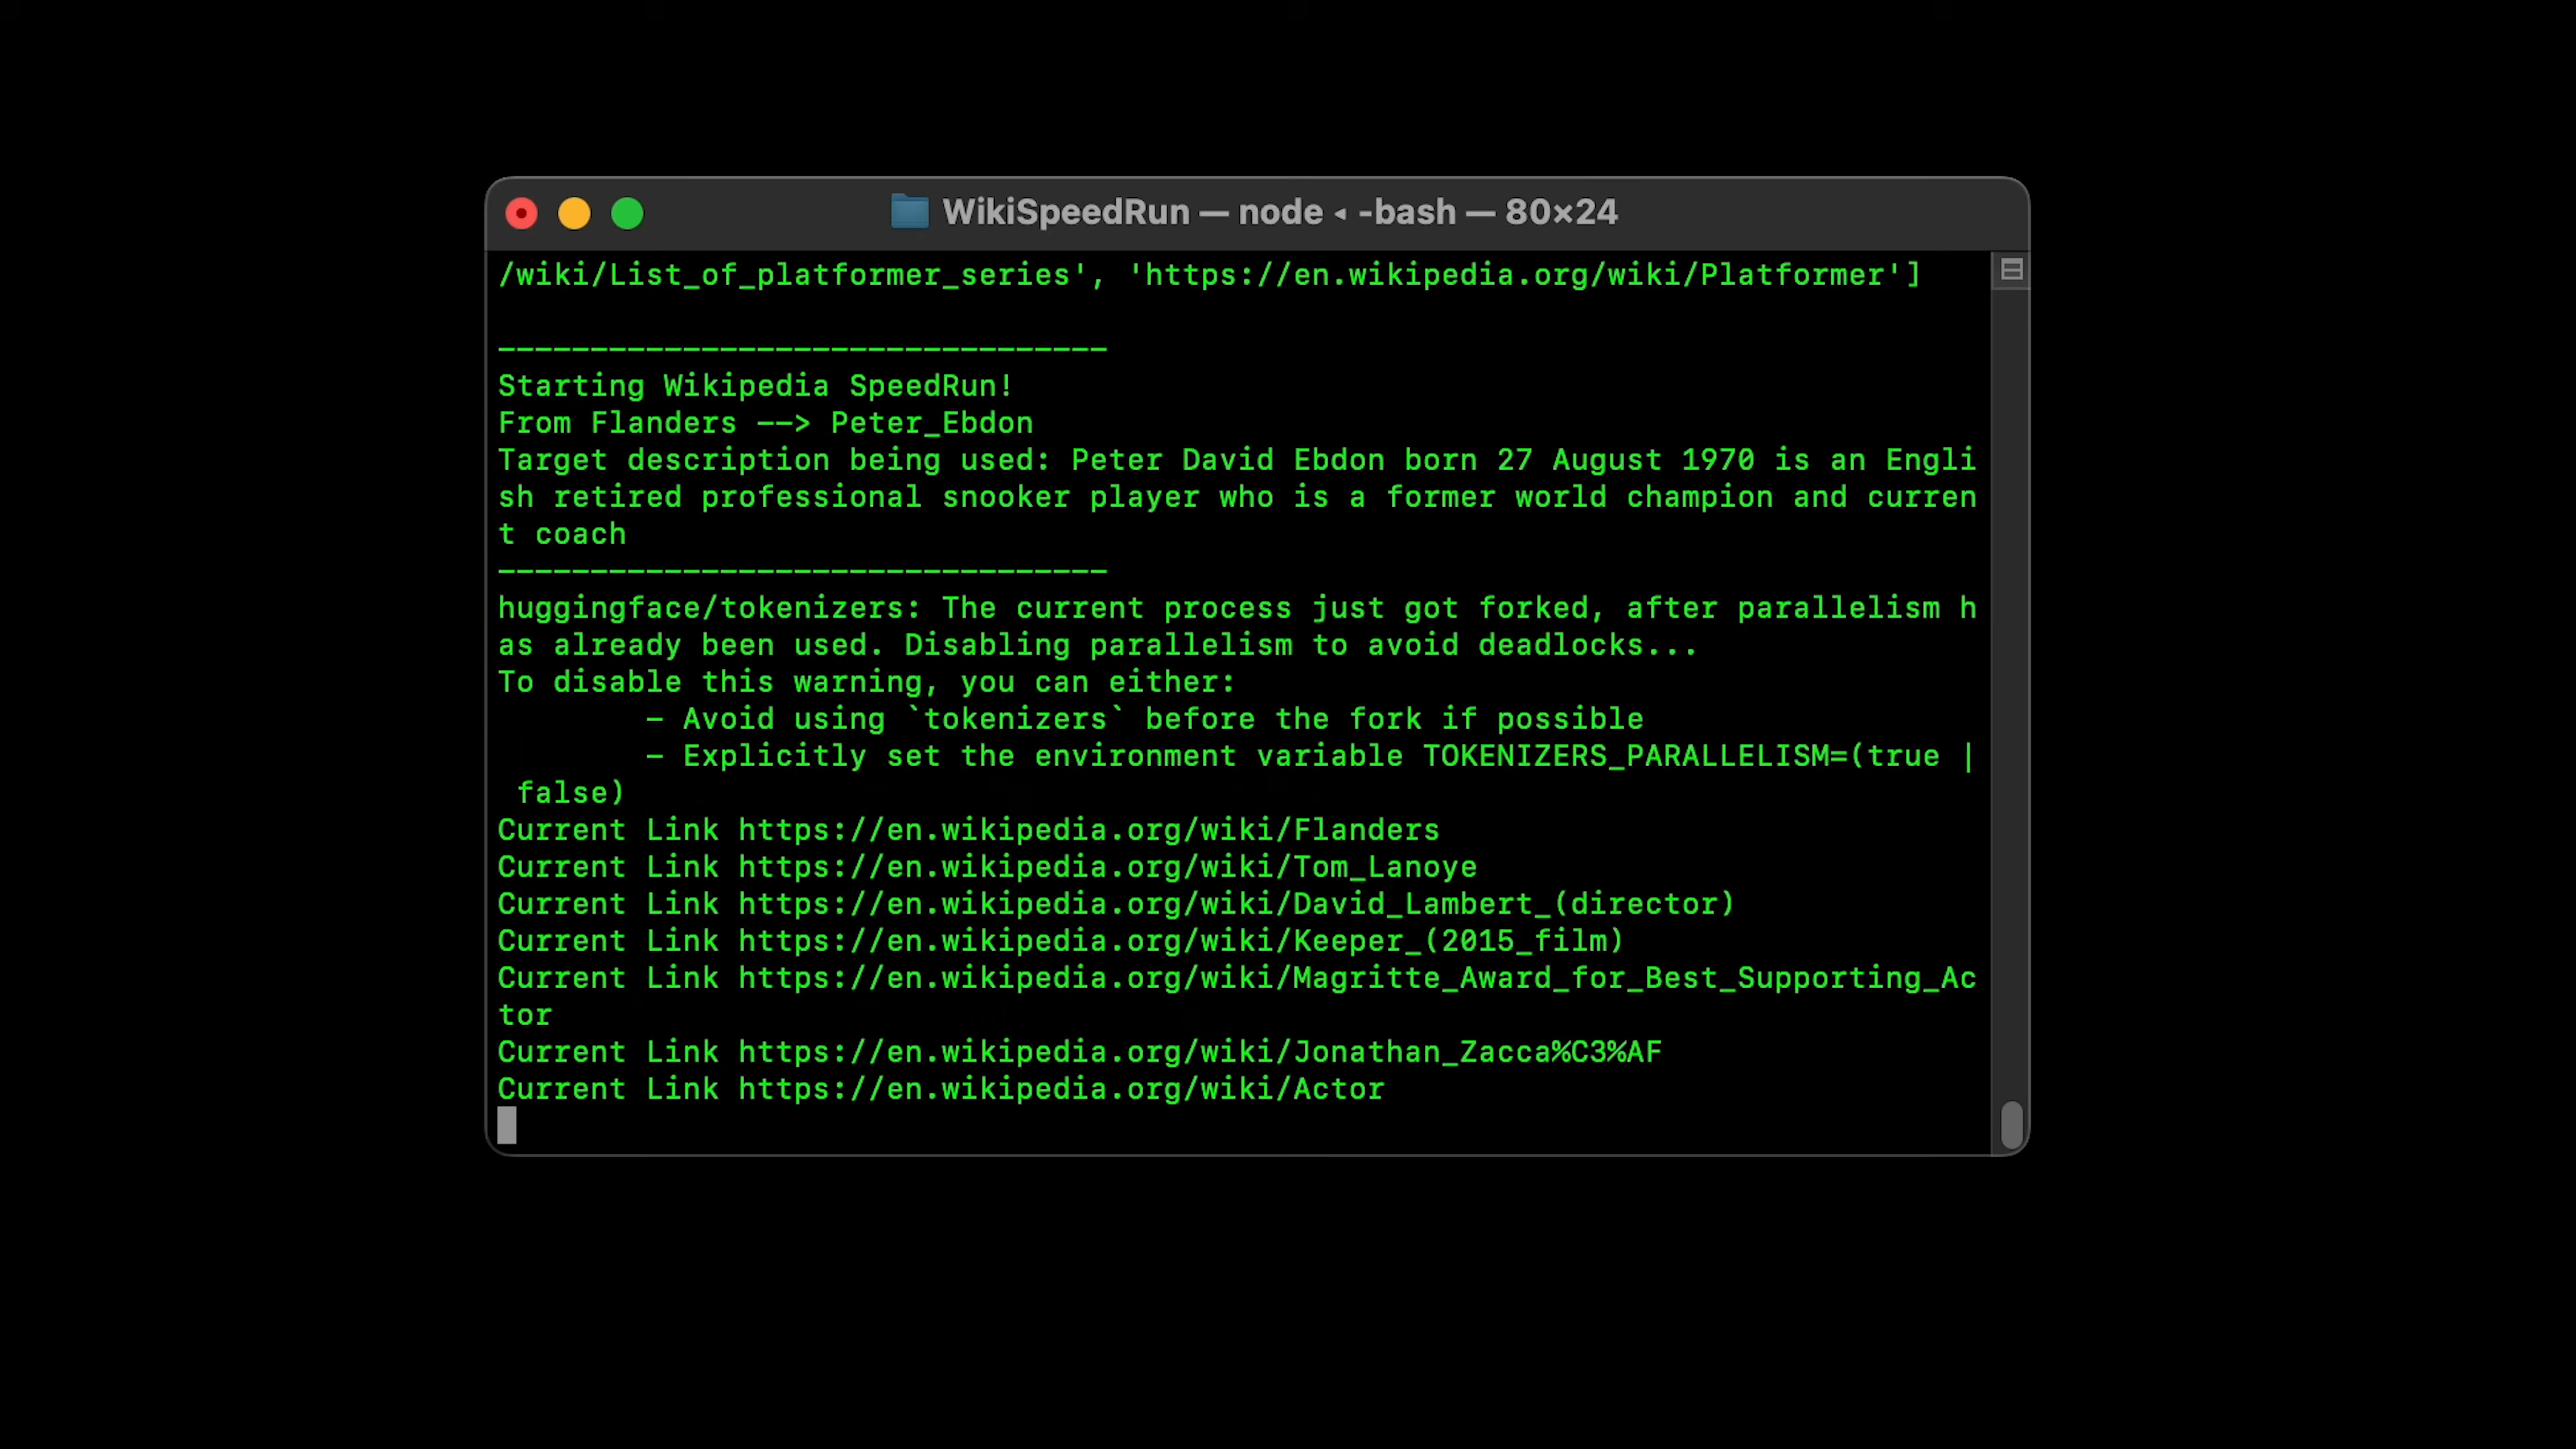 WikiSpeedRun — node ◂ -bash — 80×24
/wiki/List_of_platformer_series', 'https://en.wikipedia.org/wiki/Platformer']
---------------------------------
Starting Wikipedia SpeedRun!
From Flanders --> Peter_Ebdon
Target description being used: Peter David Ebdon born 27 August 1970 is an Engli
sh retired professional snooker player who is a former world champion and curren
t coach
---------------------------------
huggingface/tokenizers: The current process just got forked, after parallelism h
as already been used. Disabling parallelism to avoid deadlocks...
To disable this warning, you can either:
        - Avoid using `tokenizers` before the fork if possible
        - Explicitly set the environment variable TOKENIZERS_PARALLELISM=(true |
 false)
Current Link https://en.wikipedia.org/wiki/Flanders
Current Link https://en.wikipedia.org/wiki/Tom_Lanoye
Current Link https://en.wikipedia.org/wiki/David_Lambert_(director)
Current Link https://en.wikipedia.org/wiki/Keeper_(2015_film)
Current Link https://en.wikipedia.org/wiki/Magritte_Award_for_Best_Supporting_Ac
tor
Current Link https://en.wikipedia.org/wiki/Jonathan_Zacca%C3%AF
Current Link https://en.wikipedia.org/wiki/Actor